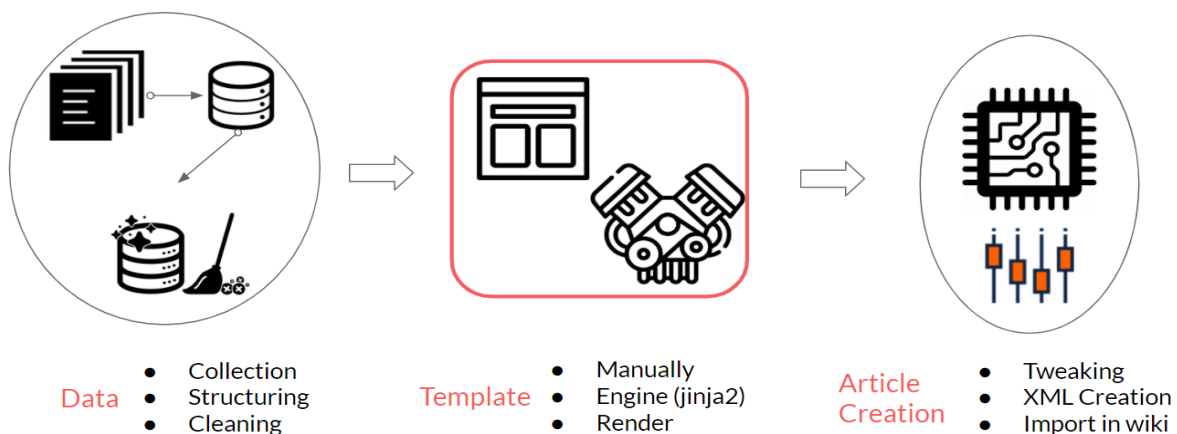 Data
● Collection
● Structuring
● Cleaning
Template
● Manually
● Engine (jinja2)
● Render
Article
Creation
● Tweaking
● XML Creation
● Import in wiki